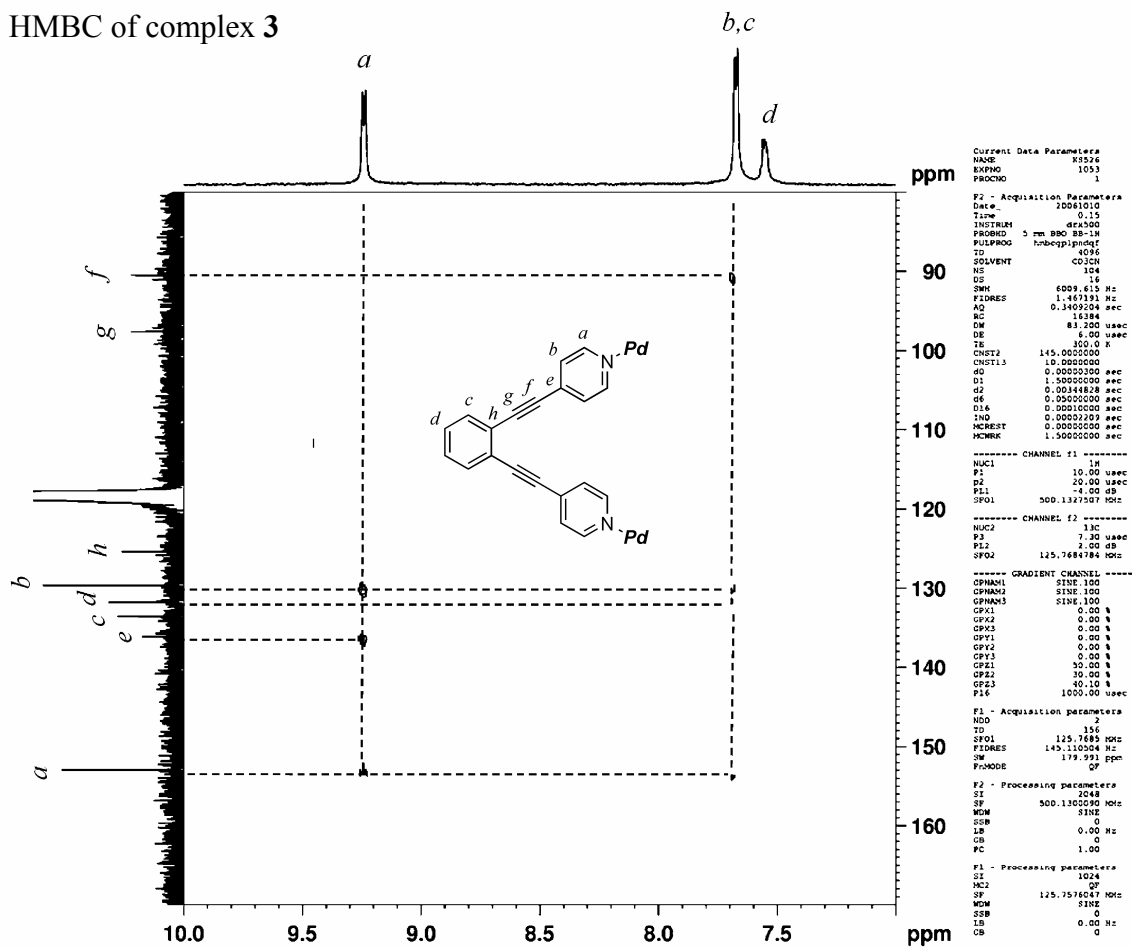 HMBC of complex 3
a
b,c
d
ppm
f
g
h
b
d
c
e
a
90
100
110
120
130
140
150
160
10.0
9.5
9.0
8.5
8.0
7.5
ppm
a
b
N
Pd
e
f
g
c
h
d
N
Pd
Current Data Parameters
NAME KS526
EXPNO 1053
PROCNO 1
F2 - Acquisition Parameters
Date_ 20061010
Time 0.15
INSTRUM drx500
PROBHD 5 mm BBO BB-1H
PULPROG hmbcgplpndqf
TD 4096
SOLVENT CD3CN
NS 104
DS 16
SWH 6009.615 Hz
FIDRES 1.467191 Hz
AQ 0.3409204 sec
RG 16384
DW 83.200 usec
DE 6.00 usec
TE 300.0 K
CNST2 145.0000000
CNST13 10.0000000
d0 0.00000300 sec
D1 1.50000000 sec
d2 0.00344828 sec
d6 0.05000000 sec
D16 0.00010000 sec
IN0 0.00002209 sec
MCREST 0.00000000 sec
MCWRK 1.50000000 sec
======== CHANNEL f1 ========
NUC1 1H
P1 10.00 usec
p2 20.00 usec
PL1 -4.00 dB
SFO1 500.1327507 MHz
======== CHANNEL f2 ========
NUC2 13C
P3 7.30 usec
PL2 2.00 dB
SFO2 125.7684784 MHz
====== GRADIENT CHANNEL =====
GPNAM1 SINE.100
GPNAM2 SINE.100
GPNAM3 SINE.100
GPX1 0.00 %
GPX2 0.00 %
GPX3 0.00 %
GPY1 0.00 %
GPY2 0.00 %
GPY3 0.00 %
GPZ1 50.00 %
GPZ2 30.00 %
GPZ3 40.10 %
P16 1000.00 usec
F1 - Acquisition parameters
ND0 2
TD 156
SFO1 125.7685 MHz
FIDRES 145.110504 Hz
SW 179.991 ppm
FnMODE QF
F2 - Processing parameters
SI 2048
SF 500.1300090 MHz
WDW SINE
SSB 0
LB 0.00 Hz
GB 0
PC 1.00
F1 - Processing parameters
SI 1024
MC2 QF
SF 125.7576047 MHz
WDW SINE
SSB 0
LB 0.00 Hz
GB 0